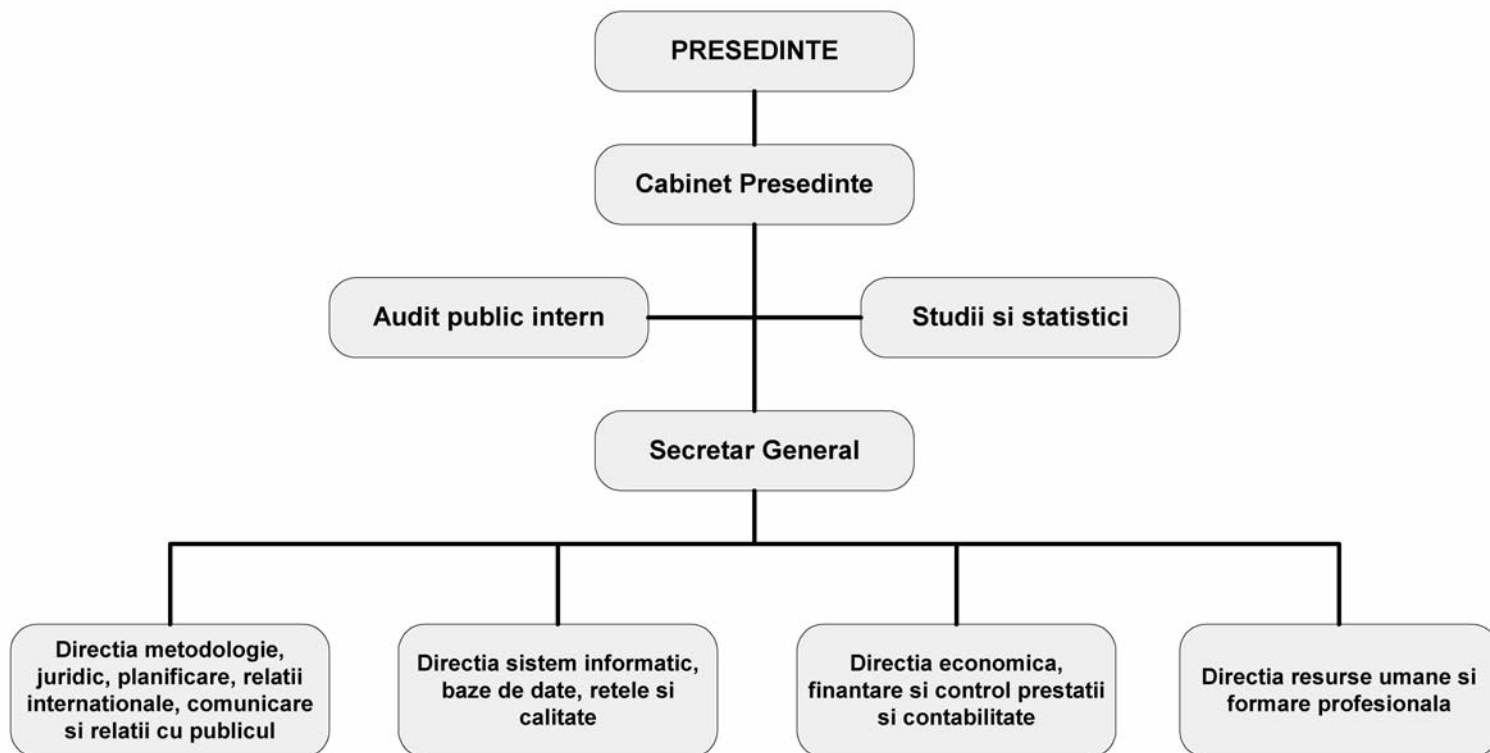 PRESEDINTE
Cabinet Presedinte
Audit public intern
Studii si statistici
Secretar General
Directia metodologie,
juridic, planificare, relatii
internationale, comunicare
si relatii cu publicul
Directia sistem informatic,
baze de date, retele si
calitate
Directia economica,
finantare si control prestatii
si contabilitate
Directia resurse umane si
formare profesionala